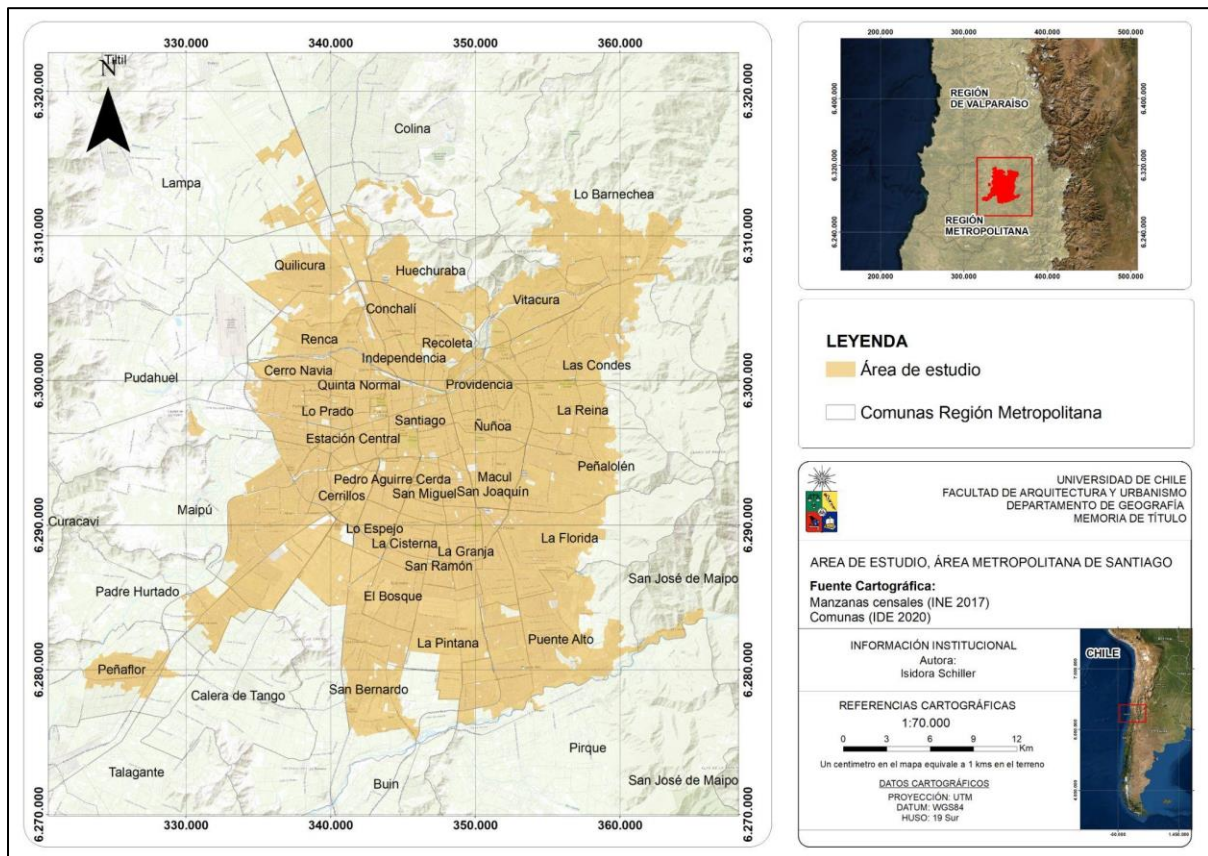 330.000 340.000 350.000 360.000
Tiltil
N
6.320.000 6.320.000
Colina
Lampa
Lo Barnechea
6.310.000 6.310.000
Quilicura
Huechuraba
Vitacura
Conchalí
Renca
Recoleta
Independencia
Las Condes
Cerro Navia
Pudahuel
6.300.000 6.300.000
Quinta Normal
Providencia
Lo Prado
La Reina
Santiago
Ñuñoa
Estación Central
Peñalolén
Pedro Aguirre Cerda
Macul
Cerrillos
San Miguel
San Joaquín
Maipú
Curacaví
6.290.000 6.290.000
Lo Espejo
La Cisterna
La Florida
La Granja
San Ramón
San José de Maipo
Padre Hurtado
El Bosque
La Pintana
Puente Alto
6.280.000 6.280.000
Peñaflor
San Bernardo
Calera de Tango
Pirque
Talagante
San José de Maipo
Buin
6.270.000 6.270.000
330.000 340.000 350.000 360.000
200.000 300.000 400.000 500.000
6.400.000 6.400.000
REGIÓN
DE VALPARAÍSO
6.320.000 6.320.000
REGIÓN
METROPOLITANA
6.240.000 6.240.000
200.000 300.000 400.000 500.000
LEYENDA
Área de estudio
Comunas Región Metropolitana
UNIVERSIDAD DE CHILE
FACULTAD DE ARQUITECTURA Y URBANISMO
DEPARTAMENTO DE GEOGRAFÍA
MEMORIA DE TÍTULO
AREA DE ESTUDIO, ÁREA METROPOLITANA DE SANTIAGO
Fuente Cartográfica:
Manzanas censales (INE 2017)
Comunas (IDE 2020)
INFORMACIÓN INSTITUCIONAL
Autora:
Isidora Schiller
REFERENCIAS CARTOGRÁFICAS
1:70.000
0 3 6 9 12
Km
Un centímetro en el mapa equivale a 1 kms en el terreno
DATOS CARTOGRÁFICOS
PROYECCIÓN: UTM
DATUM: WGS84
HUSO: 19 Sur
CHILE